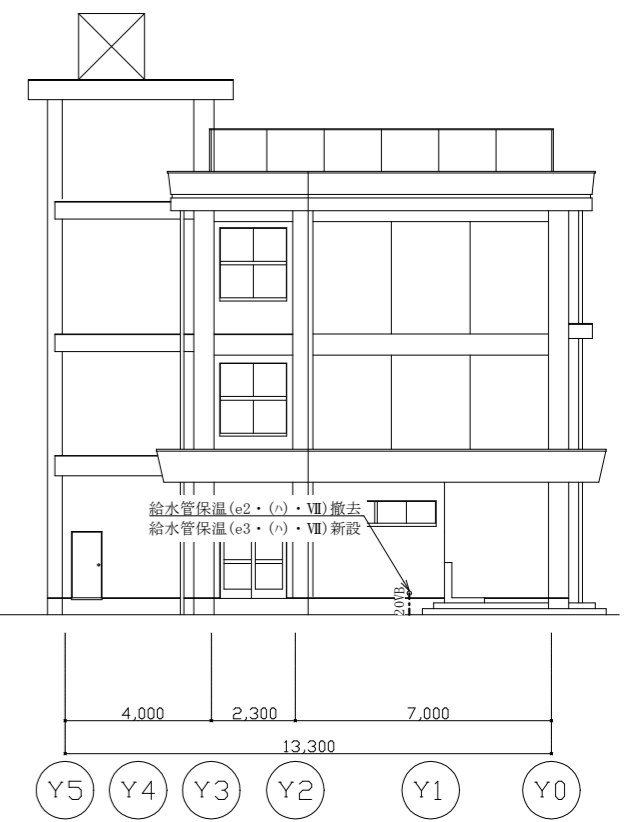 給水管保温(e2・(ハ)・Ⅶ)撤去
給水管保温(e3・(ハ)・Ⅶ)新設
20VB
4,000
2,300
7,000
13,300
Y5
Y4
Y3
Y2
Y1
Y0